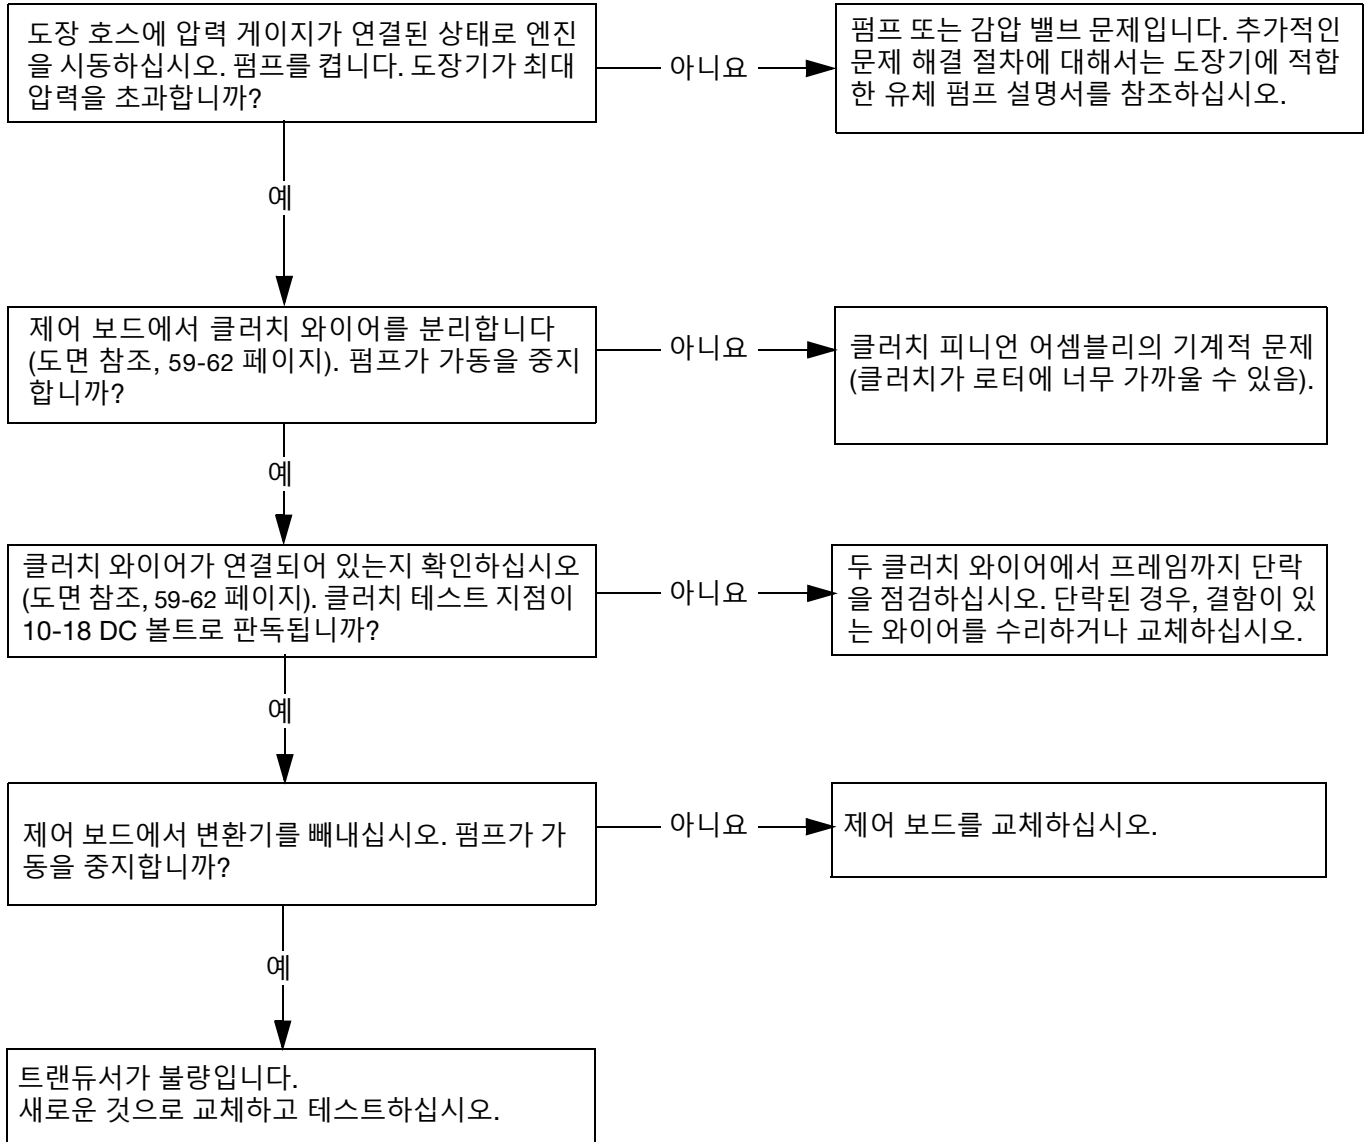 도장 호스에 압력 게이지가 연결된 상태로 엔진
을 시동하십시오. 펌프를 켭니다. 도장기가 최대
압력을 초과합니까?
아니요
펌프 또는 감압 밸브 문제입니다. 추가적인
문제 해결 절차에 대해서는 도장기에 적합
한 유체 펌프 설명서를 참조하십시오.
예
제어 보드에서 클러치 와이어를 분리합니다
(도면 참조, 59-62 페이지). 펌프가 가동을 중지
합니까?
아니요
클러치 피니언 어셈블리의 기계적 문제
(클러치가 로터에 너무 가까울 수 있음).
예
클러치 와이어가 연결되어 있는지 확인하십시오
(도면 참조, 59-62 페이지). 클러치 테스트 지점이
10-18 DC 볼트로 판독됩니까?
아니요
두 클러치 와이어에서 프레임까지 단락
을 점검하십시오. 단락된 경우, 결함이 있
는 와이어를 수리하거나 교체하십시오.
예
제어 보드에서 변환기를 빼내십시오. 펌프가 가
동을 중지합니까?
아니요
제어 보드를 교체하십시오.
예
트랜듀서가 불량입니다.
새로운 것으로 교체하고 테스트하십시오.